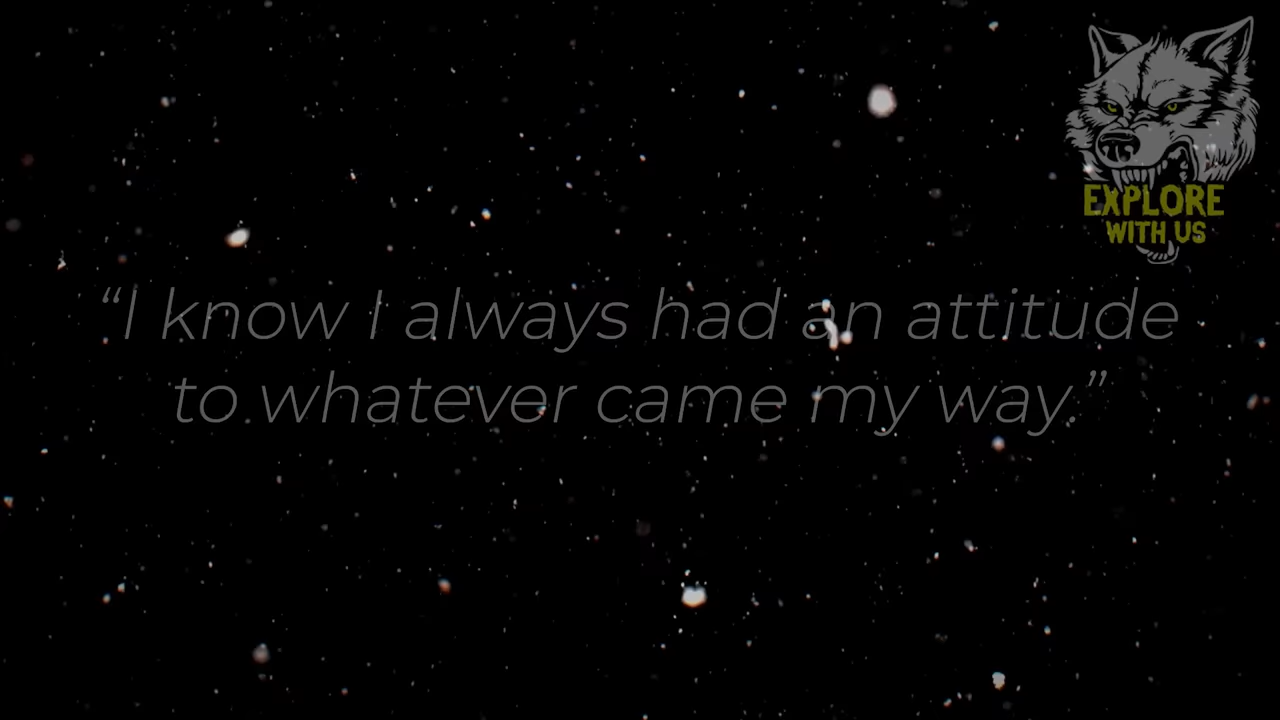 EXPLORE
WITH US
“I know I always had an attitude
to whatever came my way.”